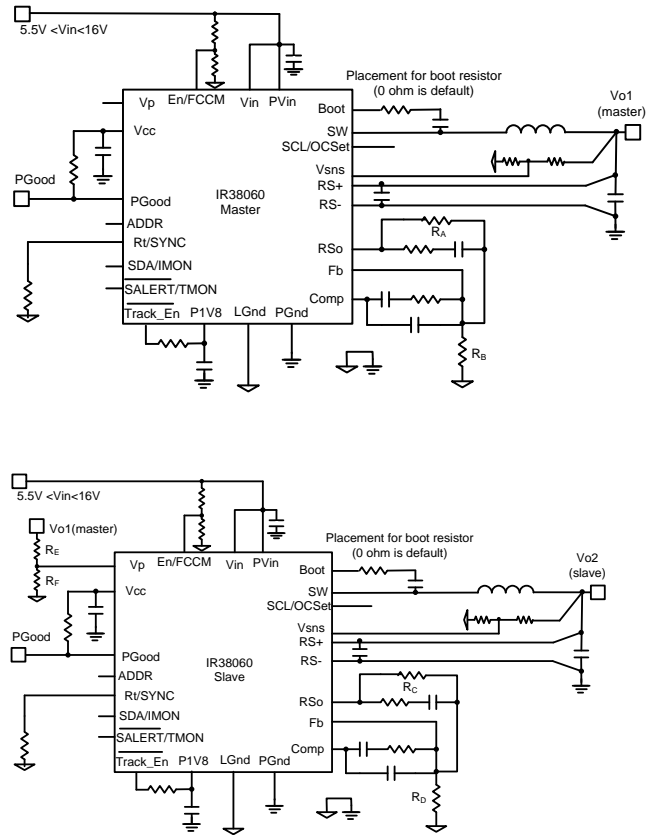 5.5V <Vin<16V
Placement for boot resistor
(0 ohm is default)
Vo1
(master)
Vp
En/FCCM
Vin
PVin
Boot
Vcc
SW
SCL/OCSet
Vsns
PGood
RS+
IR38060
Master
PGood
RS-
ADDR
RA
Rt/SYNC
RSo
SDA/IMON
Fb
SALERT/TMON
Comp
Track_En
P1V8
LGnd
PGnd
RB
5.5V <Vin<16V
Vo1(master)
Placement for boot resistor
(0 ohm is default)
Vo2
(slave)
RE
Vp
En/FCCM
Vin
PVin
Boot
RF
Vcc
SW
SCL/OCSet
Vsns
PGood
RS+
PGood
IR38060
Slave
RS-
ADDR
RC
Rt/SYNC
RSo
SDA/IMON
Fb
SALERT/TMON
Comp
Track_En
P1V8
LGnd
PGnd
RD